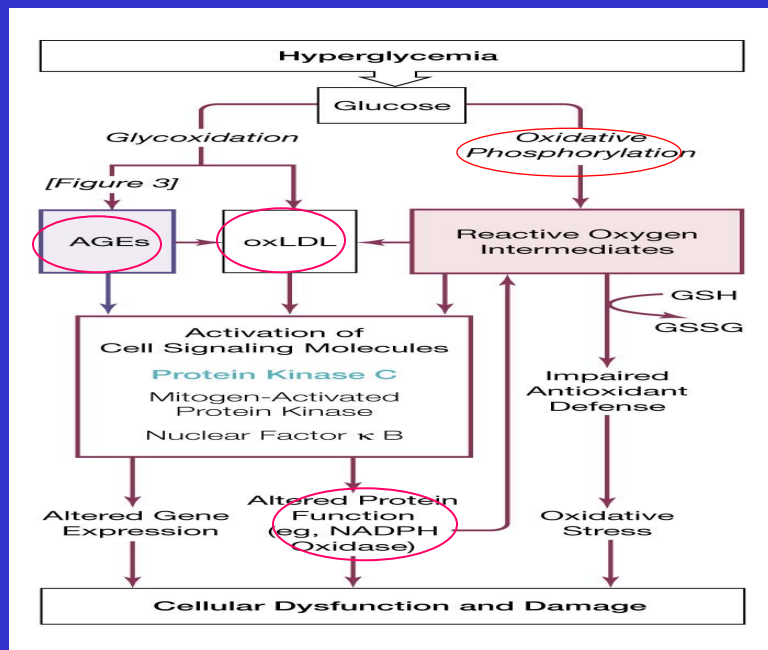 Hyperglycemia
Glucose
Glycoxidation
Oxidative
Phosphorylation
[Figure 3]
AGEs
oxLDL
Reactive Oxygen
Intermediates
GSH
GSSG
Activation of
Cell Signaling Molecules
Protein Kinase C
Mitogen-Activated
Protein Kinase
Nuclear Factor κ B
Impaired
Antioxidant
Defense
Altered Gene
Expression
Altered Protein
Function
(eg, NADPH
Oxidase)
Oxidative
Stress
Cellular Dysfunction and Damage